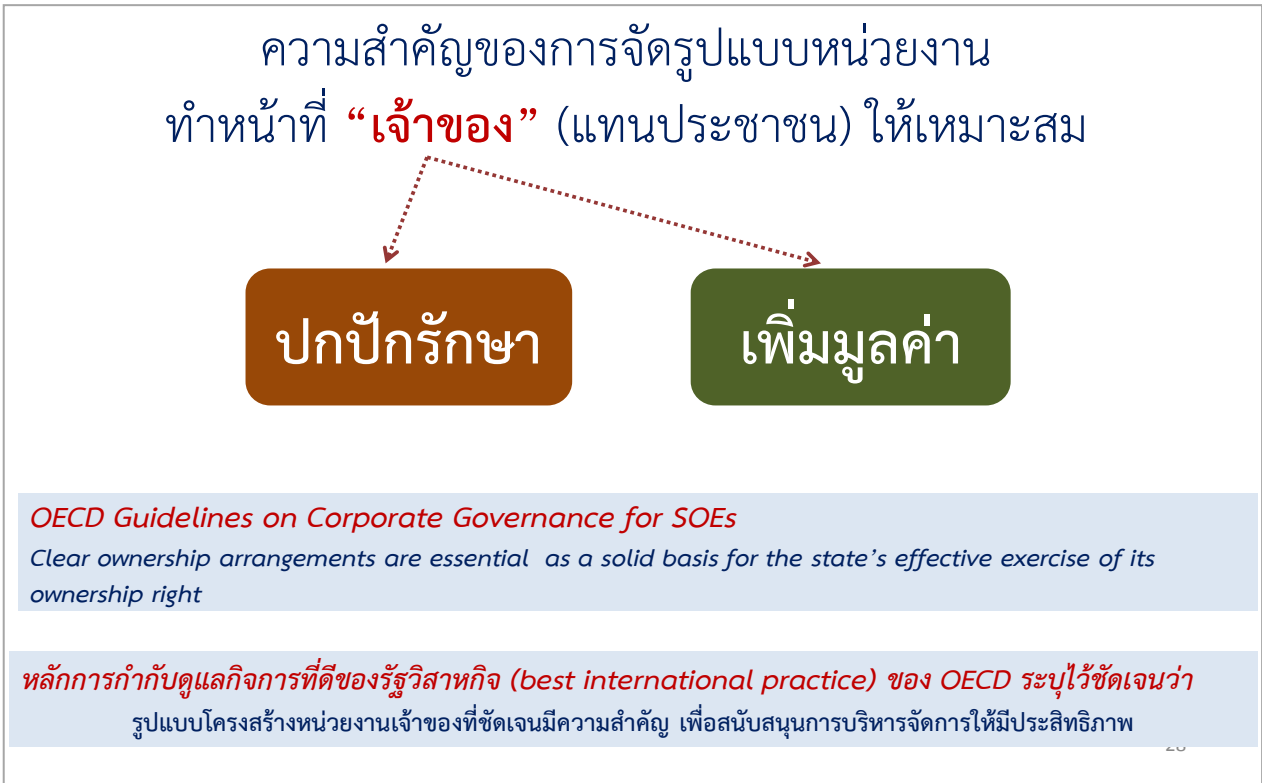 ความสำคัญของการจัดรูปแบบหน่วยงาน
ทำหน้าที่ “เจ้าของ” (แทนประชาชน) ให้เหมาะสม
ปกปักรักษา
เพิ่มมูลค่า
OECD Guidelines on Corporate Governance for SOEs
Clear ownership arrangements are essential as a solid basis for the state’s effective exercise of its
ownership right
หลักการกำกับดูแลกิจการที่ดีของรัฐวิสาหกิจ (best international practice) ของ OECD ระบุไว้ชัดเจนว่า
รูปแบบโครงสร้างหน่วยงานเจ้าของที่ชัดเจนมีความสำคัญ เพื่อสนับสนุนการบริหารจัดการให้มีประสิทธิภาพ